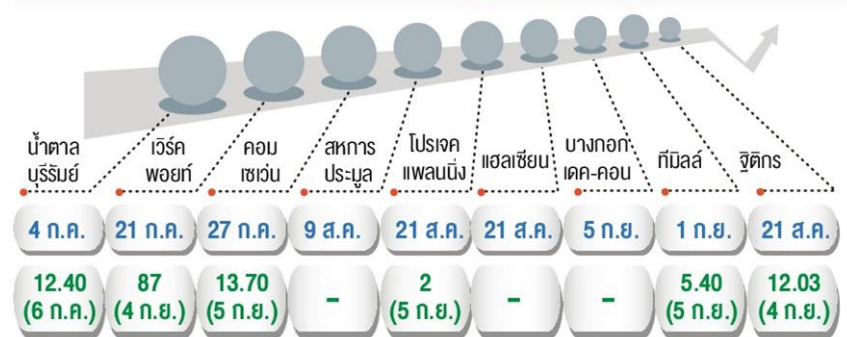 น้ำตาล
บุรีรัมย์
เวิร์ค
พอยท์
คอม
เซเว่น
สหการ
ประมูล
โปรเจค
แพลนนิ่ง
แฮลเซียน
บางกอก
เดค-คอน
ทีมิลล์
ฐิติกร
4 ก.ค. 21 ก.ค. 27 ก.ค. 9 ส.ค. 21 ส.ค. 21 ส.ค. 5 ก.ย. 1 ก.ย. 21 ส.ค.
12.40 87 13.70 - 2 - - 5.40 12.03
(6 ก.ค.) (4 ก.ย.) (5 ก.ย.) (5 ก.ย.) (5 ก.ย.) (4 ก.ย.)